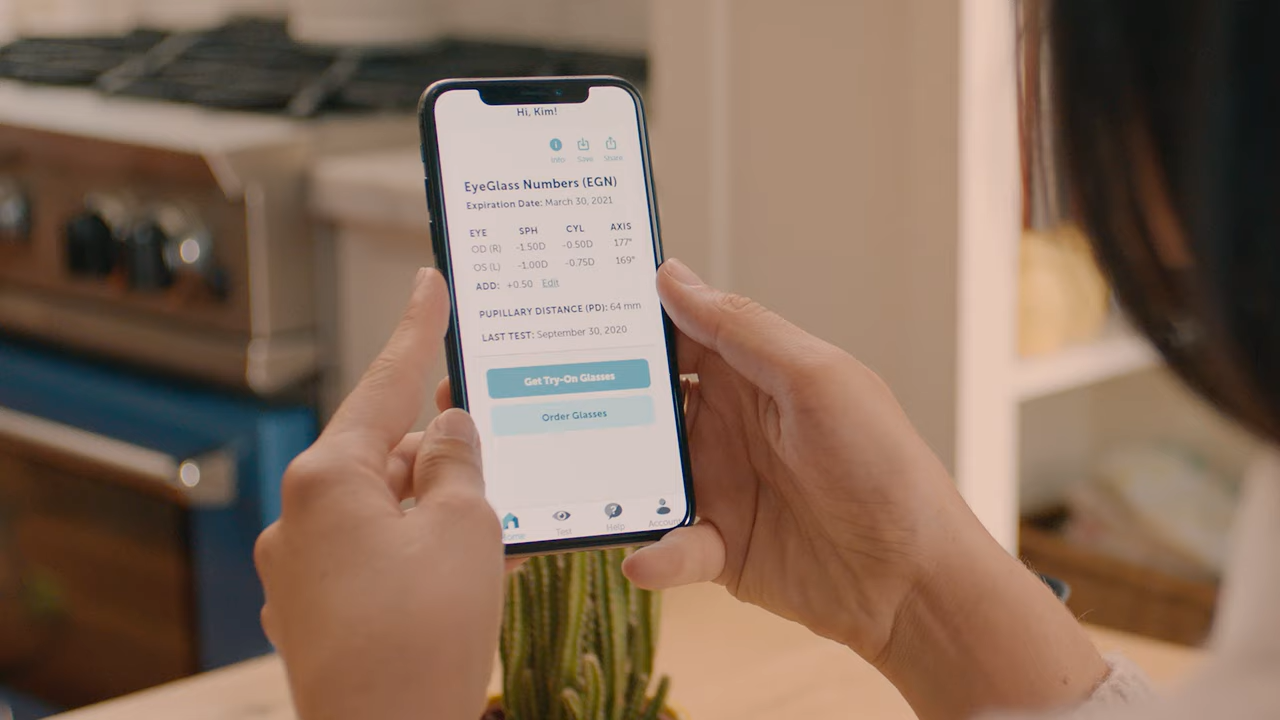 Hi, Kim!
Info Save Share
EyeGlass Numbers (EGN)
Expiration Date: March 30, 2021
EYE SPH CYL AXIS
OD (R) -1.50D -0.50D 177°
OS (L) -1.00D -0.75D 169°
ADD: +0.50 Edit
PUPILLARY DISTANCE (PD): 64 mm
LAST TEST: September 30, 2020
Get Try-On Glasses
Order Glasses
Home Test Help Account